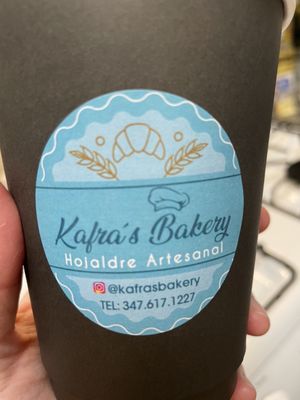 Kafra's Bakery
Hojaldre Artesanal
@kafrasbakery
TEL: 347.617.1227